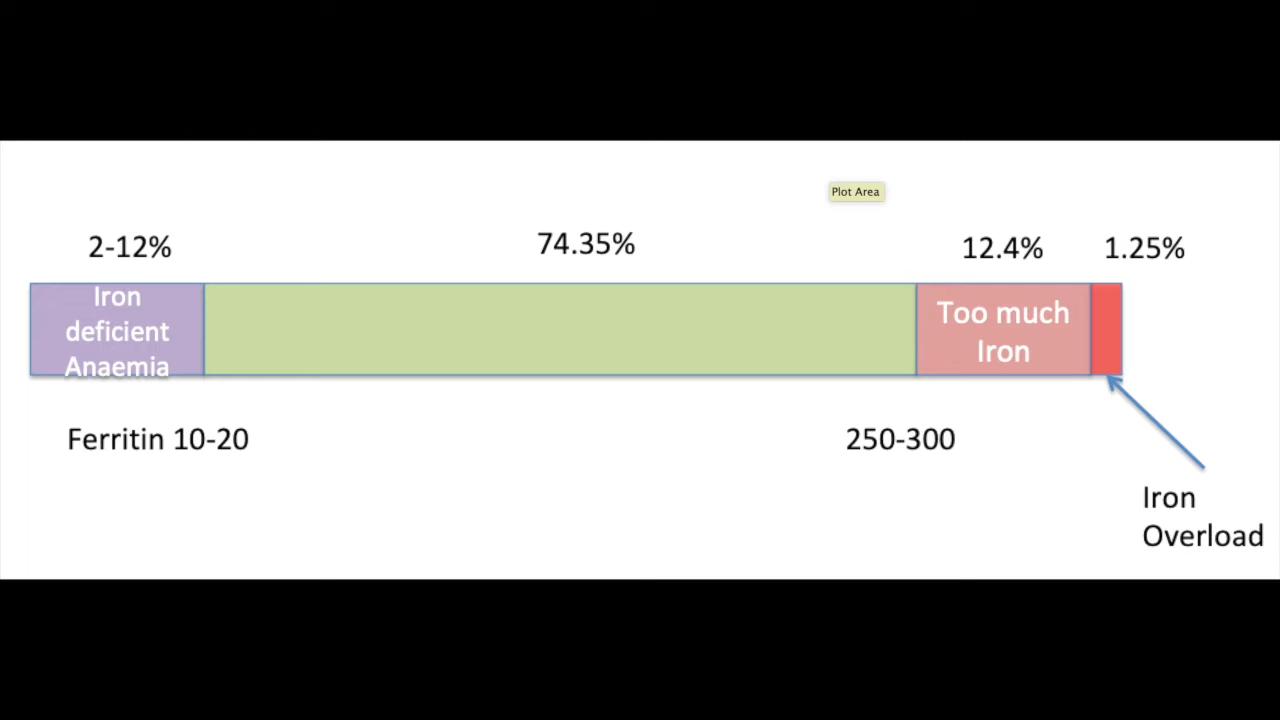 Plot Area
2-12%
74.35%
12.4%
1.25%
Iron
deficient
Anaemia
Too much
Iron
Ferritin 10-20
250-300
Iron
Overload